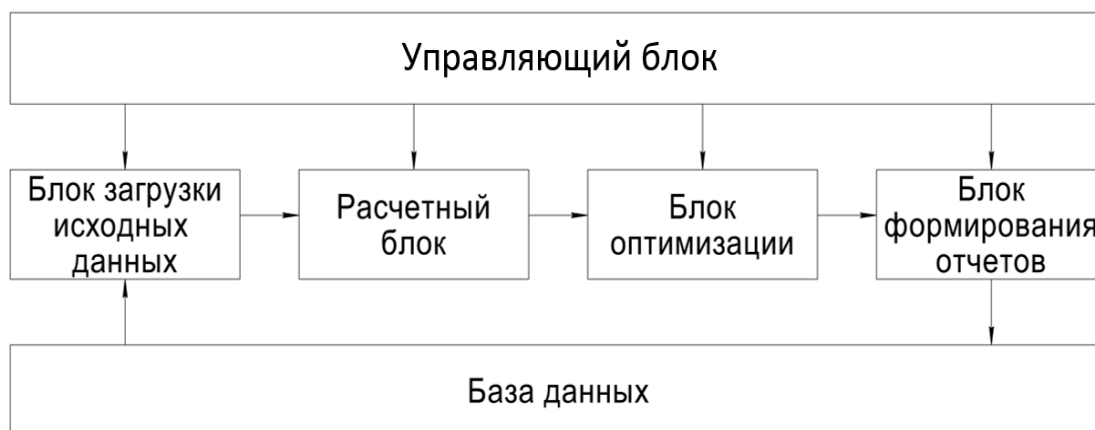 Управляющий блок
Блок загрузки
исходных
данных
Расчетный
блок
Блок
оптимизации
Блок
формирования
отчетов
База данных